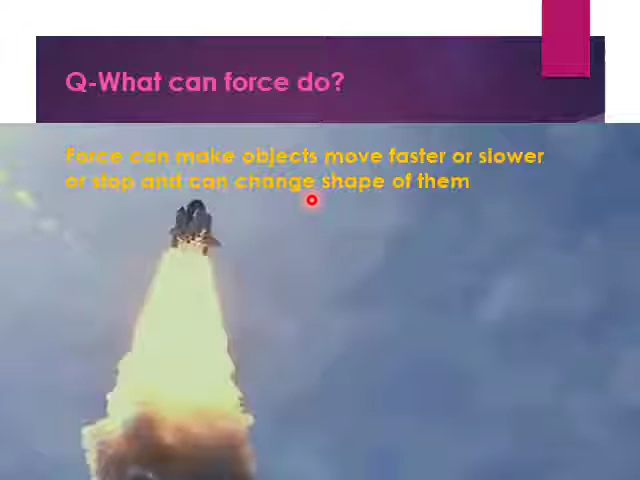 Q-What can force do?
Force can make objects move faster or slower
or stop and can change shape of them